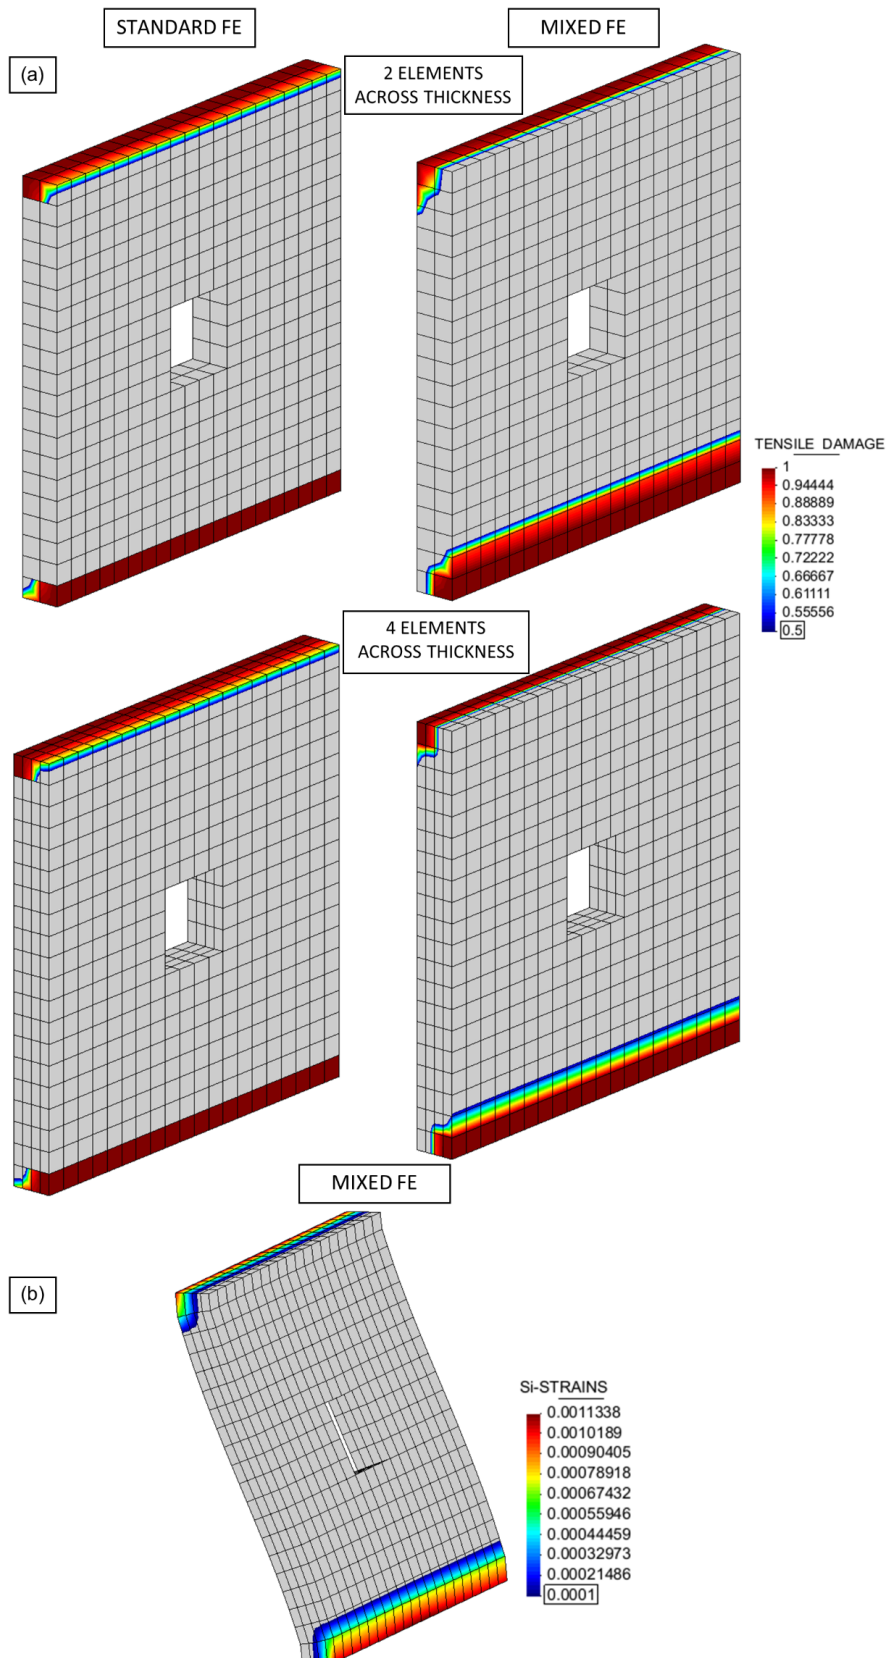 STANDARD FE
MIXED FE
(a)
2 ELEMENTS
ACROSS THICKNESS
TENSILE DAMAGE
1
0.94444
0.88889
0.83333
0.77778
0.72222
0.66667
0.61111
0.55556
0.5
4 ELEMENTS
ACROSS THICKNESS
MIXED FE
(b)
Si-STRAINS
0.0011338
0.0010189
0.00090405
0.00078918
0.00067432
0.00055946
0.00044459
0.00032973
0.00021486
0.0001